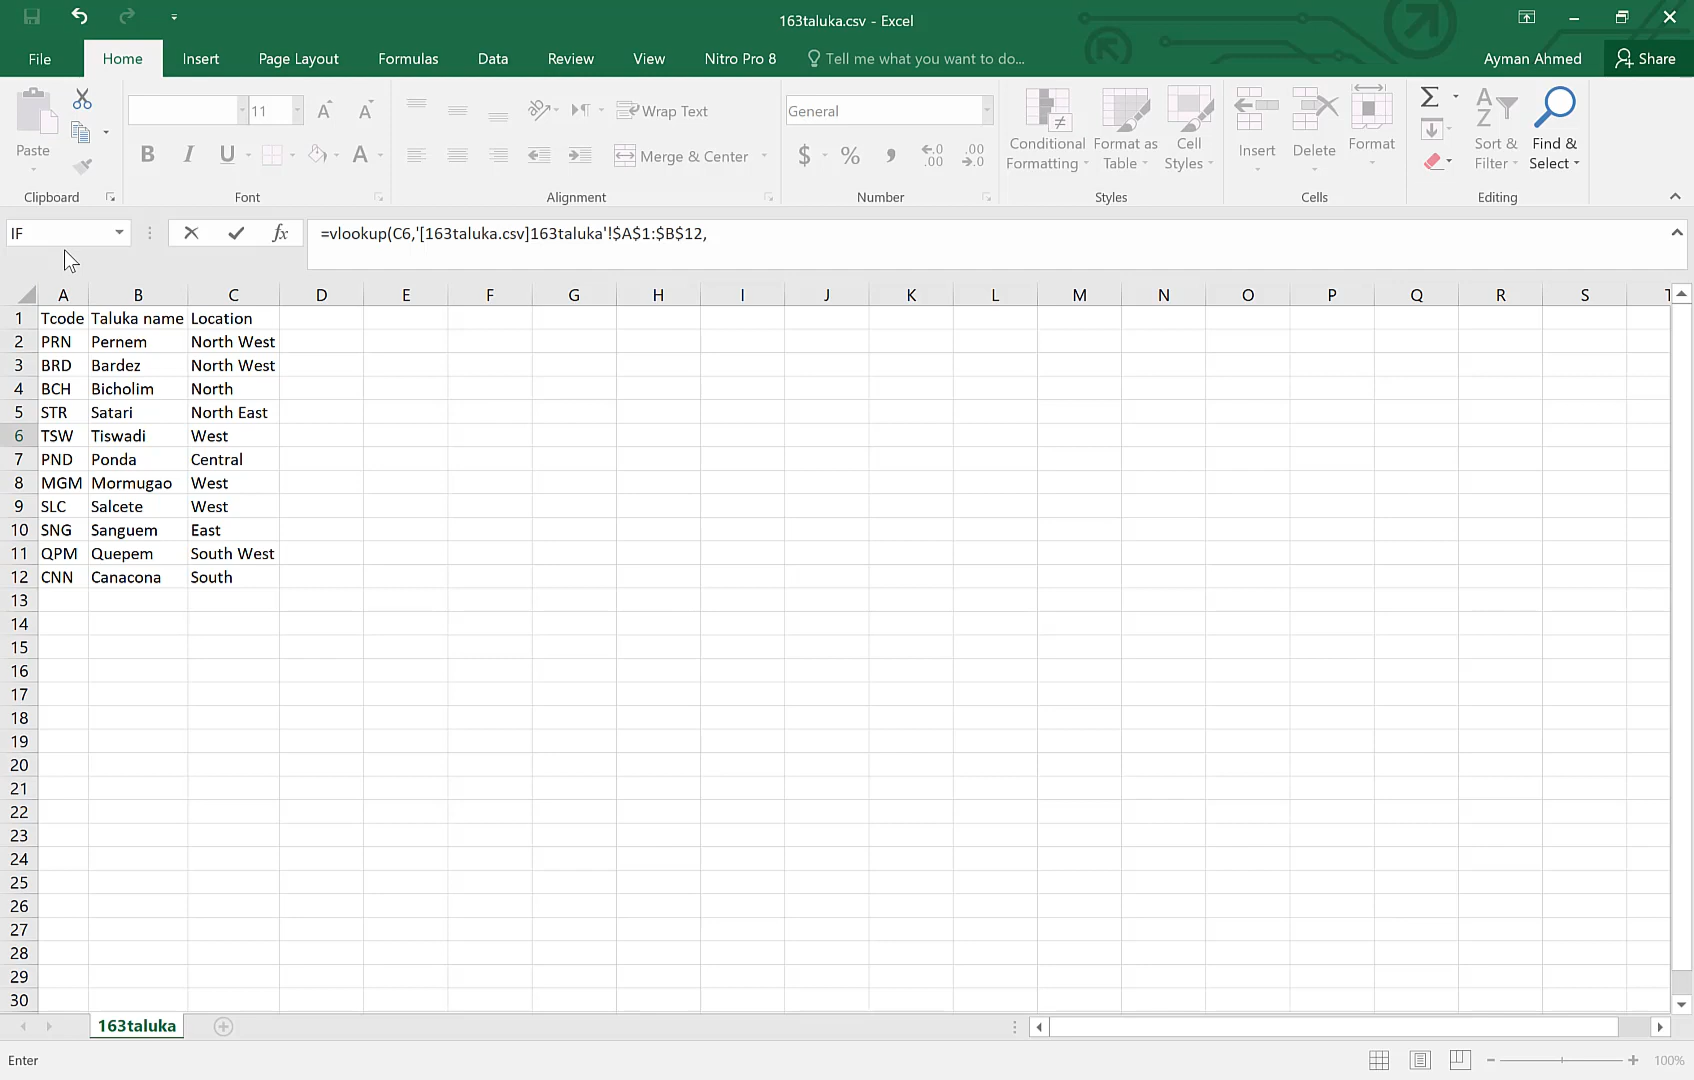 163taluka.csv - Excel
File Home Insert Page Layout Formulas Data Review View Nitro Pro 8 Tell me what you want to do... Ayman Ahmed Share
11 Wrap Text General
Paste B I U A Merge & Center $ % , .00 .00 Conditional Formatting Format as Table Cell Styles Insert Delete Format Sort & Filter Find & Select
Clipboard Font Alignment Number Styles Cells Editing
IF fx =vlookup(C6,'[163taluka.csv]163taluka'!$A$1:$B$12,
A B C D E F G H I J K L M N O P Q R S T
1 Tcode Taluka name Location
2 PRN Pernem North West
3 BRD Bardez North West
4 BCH Bicholim North
5 STR Satari North East
6 TSW Tiswadi West
7 PND Ponda Central
8 MGM Mormugao West
9 SLC Salcete West
10 SNG Sanguem East
11 QPM Quepem South West
12 CNN Canacona South
13
14
15
16
17
18
19
20
21
22
23
24
25
26
27
28
29
30
163taluka
Enter 100%